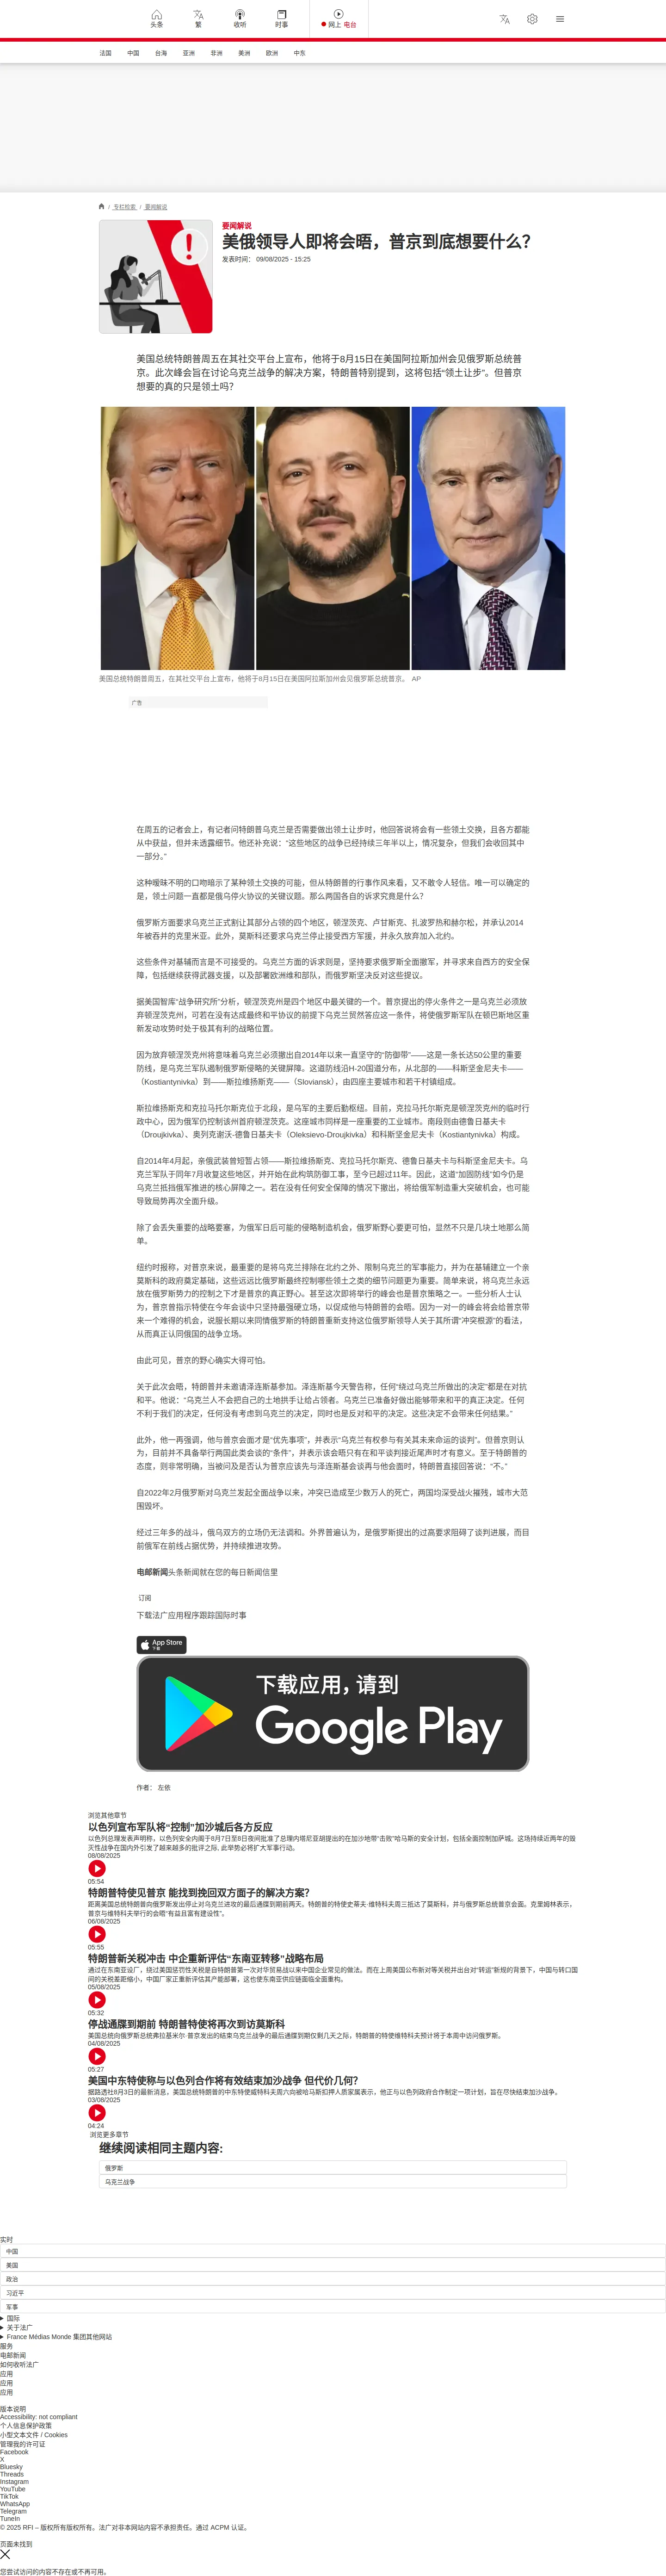 头条
繁
收听
时事
网上 电台
法国 中国 台海 亚洲 非洲 美洲 欧洲 中东
/ 专栏检索 / 要闻解说
要闻解说
美俄领导人即将会晤，普京到底想要什么？
发表时间： 09/08/2025 - 15:25
美国总统特朗普周五在其社交平台上宣布，他将于8月15日在美国阿拉斯加州会见俄罗斯总统普
京。此次峰会旨在讨论乌克兰战争的解决方案，特朗普特别提到，这将包括“领土让步”。但普京
想要的真的只是领土吗？
美国总统特朗普周五，在其社交平台上宣布，他将于8月15日在美国阿拉斯加州会见俄罗斯总统普京。 AP
广告
在周五的记者会上，有记者问特朗普乌克兰是否需要做出领土让步时，他回答说将会有一些领土交换，且各方都能
从中获益，但并未透露细节。他还补充说：“这些地区的战争已经持续三年半以上，情况复杂，但我们会收回其中
一部分。”
这种暧昧不明的口吻暗示了某种领土交换的可能，但从特朗普的行事作风来看，又不敢令人轻信。唯一可以确定的
是，领土问题一直都是俄乌停火协议的关键议题。那么两国各自的诉求究竟是什么？
俄罗斯方面要求乌克兰正式割让其部分占领的四个地区，顿涅茨克、卢甘斯克、扎波罗热和赫尔松，并承认2014
年被吞并的克里米亚。此外，莫斯科还要求乌克兰停止接受西方军援，并永久放弃加入北约。
这些条件对基辅而言是不可接受的。乌克兰方面的诉求则是，坚持要求俄罗斯全面撤军，并寻求来自西方的安全保
障，包括继续获得武器支援，以及部署欧洲维和部队，而俄罗斯坚决反对这些提议。
据美国智库“战争研究所”分析，顿涅茨克州是四个地区中最关键的一个。普京提出的停火条件之一是乌克兰必须放
弃顿涅茨克州，可若在没有达成最终和平协议的前提下乌克兰贸然答应这一条件，将使俄罗斯军队在顿巴斯地区重
新发动攻势时处于极其有利的战略位置。
因为放弃顿涅茨克州将意味着乌克兰必须撤出自2014年以来一直坚守的“防御带”——这是一条长达50公里的重要
防线，是乌克兰军队遏制俄罗斯侵略的关键屏障。这道防线沿H-20国道分布，从北部的——科斯坚金尼夫卡——
（Kostiantynivka）到——斯拉维扬斯克——（Sloviansk），由四座主要城市和若干村镇组成。
斯拉维扬斯克和克拉马托尔斯克位于北段，是乌军的主要后勤枢纽。目前，克拉马托尔斯克是顿涅茨克州的临时行
政中心，因为俄军仍控制该州首府顿涅茨克。这座城市同样是一座重要的工业城市。南段则由德鲁日基夫卡
（Droujkivka）、奥列克谢沃-德鲁日基夫卡（Oleksievo-Droujkivka）和科斯坚金尼夫卡（Kostiantynivka）构成。
自2014年4月起，亲俄武装曾短暂占领——斯拉维扬斯克、克拉马托尔斯克、德鲁日基夫卡与科斯坚金尼夫卡。乌
克兰军队于同年7月收复这些地区，并开始在此构筑防御工事，至今已超过11年。因此，这道“加固防线”如今仍是
乌克兰抵挡俄军推进的核心屏障之一。若在没有任何安全保障的情况下撤出，将给俄军制造重大突破机会，也可能
导致局势再次全面升级。
除了会丢失重要的战略要塞，为俄军日后可能的侵略制造机会，俄罗斯野心要更可怕，显然不只是几块土地那么简
单。
纽约时报称，对普京来说，最重要的是将乌克兰排除在北约之外、限制乌克兰的军事能力，并为在基辅建立一个亲
莫斯科的政府奠定基础，这些远远比俄罗斯最终控制哪些领土之类的细节问题更为重要。简单来说，将乌克兰永远
放在俄罗斯势力的控制之下才是普京的真正野心。甚至这次即将举行的峰会也是普京策略之一。一些分析人士认
为，普京曾指示特使在今年会谈中只坚持最强硬立场，以促成他与特朗普的会晤。因为一对一的峰会将会给普京带
来一个难得的机会，说服长期以来同情俄罗斯的特朗普重新支持这位俄罗斯领导人关于其所谓“冲突根源”的看法，
从而真正认同俄国的战争立场。
由此可见，普京的野心确实大得可怕。
关于此次会晤，特朗普并未邀请泽连斯基参加。泽连斯基今天警告称，任何“绕过乌克兰所做出的决定”都是在对抗
和平。他说：“乌克兰人不会把自己的土地拱手让给占领者。乌克兰已准备好做出能够带来和平的真正决定。任何
不利于我们的决定，任何没有考虑到乌克兰的决定，同时也是反对和平的决定。这些决定不会带来任何结果。”
此外，他一再强调，他与普京会面才是“优先事项”，并表示“乌克兰有权参与有关其未来命运的谈判”。但普京则认
为，目前并不具备举行两国此类会谈的“条件”，并表示该会晤只有在和平谈判接近尾声时才有意义。至于特朗普的
态度，则非常明确，当被问及是否认为普京应该先与泽连斯基会谈再与他会面时，特朗普直接回答说：“不。”
自2022年2月俄罗斯对乌克兰发起全面战争以来，冲突已造成至少数万人的死亡，两国均深受战火摧残，城市大范
围毁坏。
经过三年多的战斗，俄乌双方的立场仍无法调和。外界普遍认为，是俄罗斯提出的过高要求阻碍了谈判进展，而目
前俄军在前线占据优势，并持续推进攻势。
电邮新闻头条新闻就在您的每日新闻信里
订阅
下载法广应用程序跟踪国际时事
App Store
下载
下载应用，请到
Google Play
作者： 左依
浏览其他章节
以色列宣布军队将“控制”加沙城后各方反应
以色列总理发表声明称，以色列安全内阁于8月7日至8日夜间批准了总理内塔尼亚胡提出的在加沙地带“击败”哈马斯的安全计划，包括全面控制加萨城。这场持续近两年的毁
灭性战争在国内外引发了越来越多的批评之际, 此举势必将扩大军事行动。
08/08/2025
05:54
特朗普特使见普京 能找到挽回双方面子的解决方案？
距离美国总统特朗普向俄罗斯发出停止对乌克兰进攻的最后通牒到期前两天。特朗普的特使史蒂夫·维特科夫周三抵达了莫斯科，并与俄罗斯总统普京会面。克里姆林表示，
普京与维特科夫举行的会晤“有益且富有建设性”。
06/08/2025
05:55
特朗普新关税冲击 中企重新评估“东南亚转移”战略布局
通过在东南亚设厂，绕过美国惩罚性关税是自特朗普第一次对华贸易战以来中国企业常见的做法。而在上周美国公布新对等关税并出台对“转运”新规的背景下，中国与转口国
间的关税差距缩小，中国厂家正重新评估其产能部署，这也使东南亚供应链面临全面重构。
05/08/2025
05:32
停战通牒到期前 特朗普特使将再次到访莫斯科
美国总统向俄罗斯总统弗拉基米尔·普京发出的结束乌克兰战争的最后通牒到期仅剩几天之际，特朗普的特使维特科夫预计将于本周中访问俄罗斯。
04/08/2025
05:27
美国中东特使称与以色列合作将有效结束加沙战争 但代价几何？
据路透社8月3日的最新消息，美国总统特朗普的中东特使威特科夫周六向被哈马斯扣押人质家属表示，他正与以色列政府合作制定一项计划，旨在尽快结束加沙战争。
03/08/2025
04:24
浏览更多章节
继续阅读相同主题内容:
俄罗斯
乌克兰战争
实时
中国
美国
政治
习近平
军事
国际
关于法广
France Médias Monde 集团其他网站
服务
电邮新闻
如何收听法广
应用
应用
应用
版本说明
Accessibility: not compliant
个人信息保护政策
小型文本文件 / Cookies
管理我的许可证
Facebook
X
Bluesky
Threads
Instagram
YouTube
TikTok
WhatsApp
Telegram
TuneIn
© 2025 RFI – 版权所有版权所有。法广对非本网站内容不承担责任。通过 ACPM 认证。
页面未找到
您尝试访问的内容不存在或不再可用。